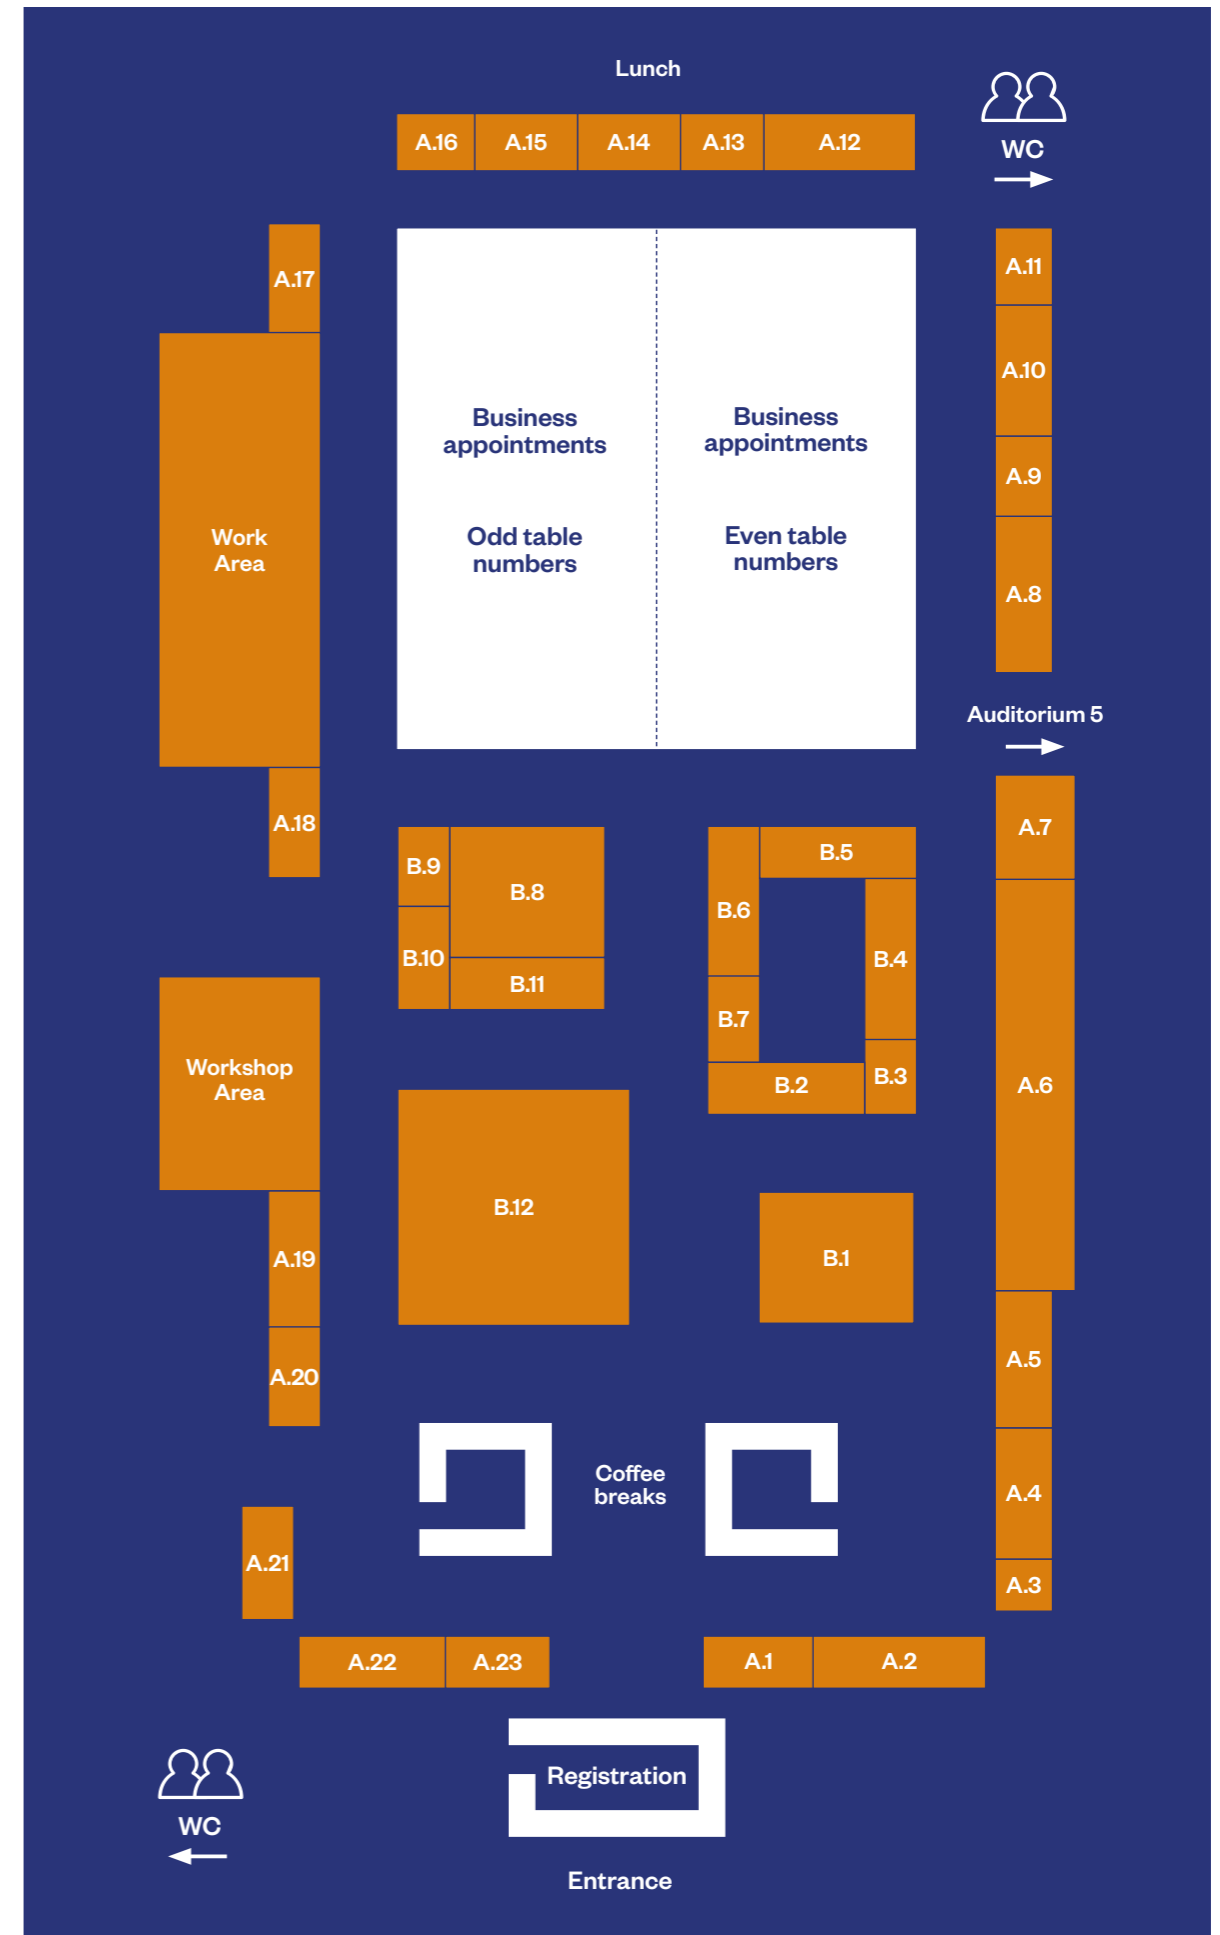 Lunch
A.16
A.15
A.14
A.13
A.12
WC
A.17
A.11
A.10
Business
appointments
Odd table
numbers
Business
appointments
Even table
numbers
A.9
Work
Area
A.8
Auditorium 5
A.18
A.7
B.9
B.8
B.5
B.6
B.10
B.4
B.11
B.7
Workshop
Area
B.2
B.3
A.6
B.12
B.1
A.19
A.5
A.20
Coffee
breaks
A.4
A.21
A.3
A.22
A.23
A.1
A.2
Registration
WC
Entrance